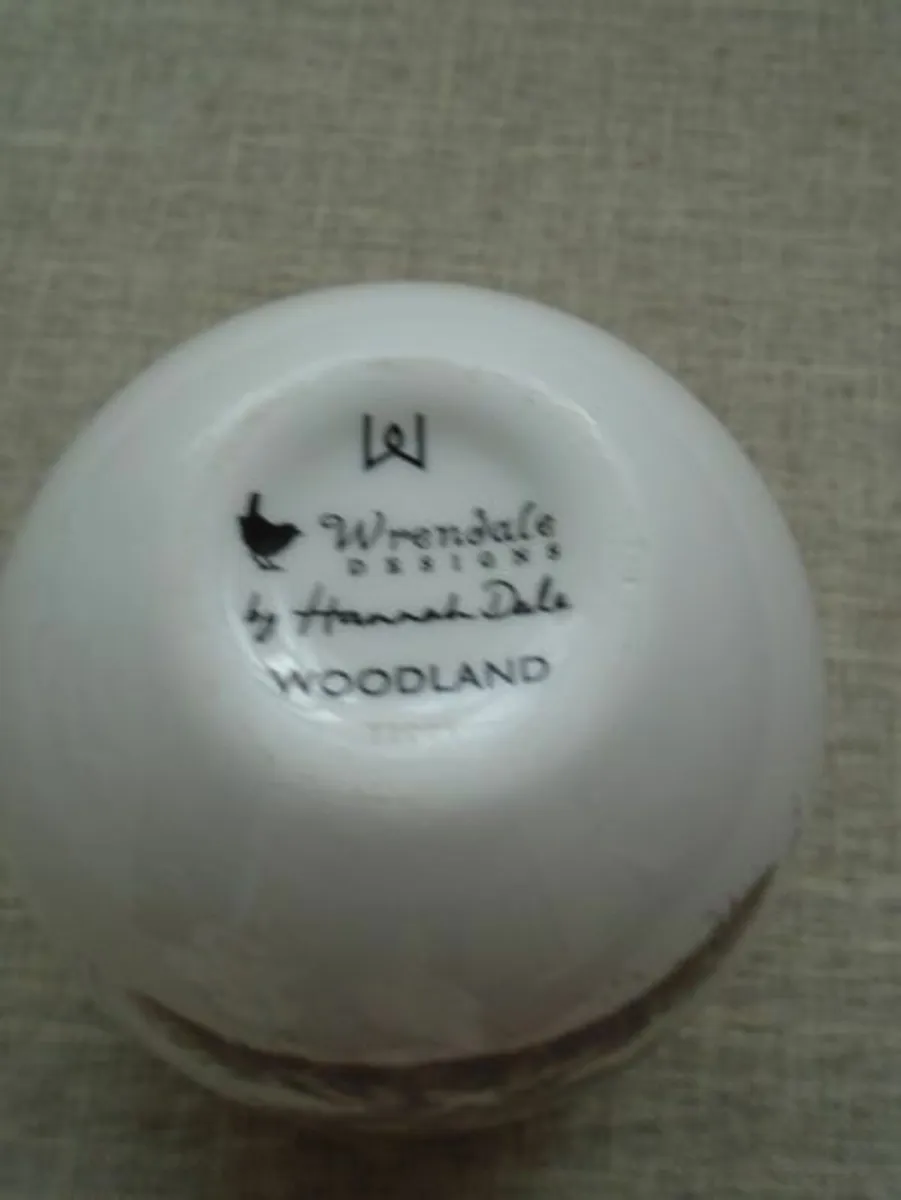 W
Wrendale
DESIGNS
by Hannah Dale
WOODLAND